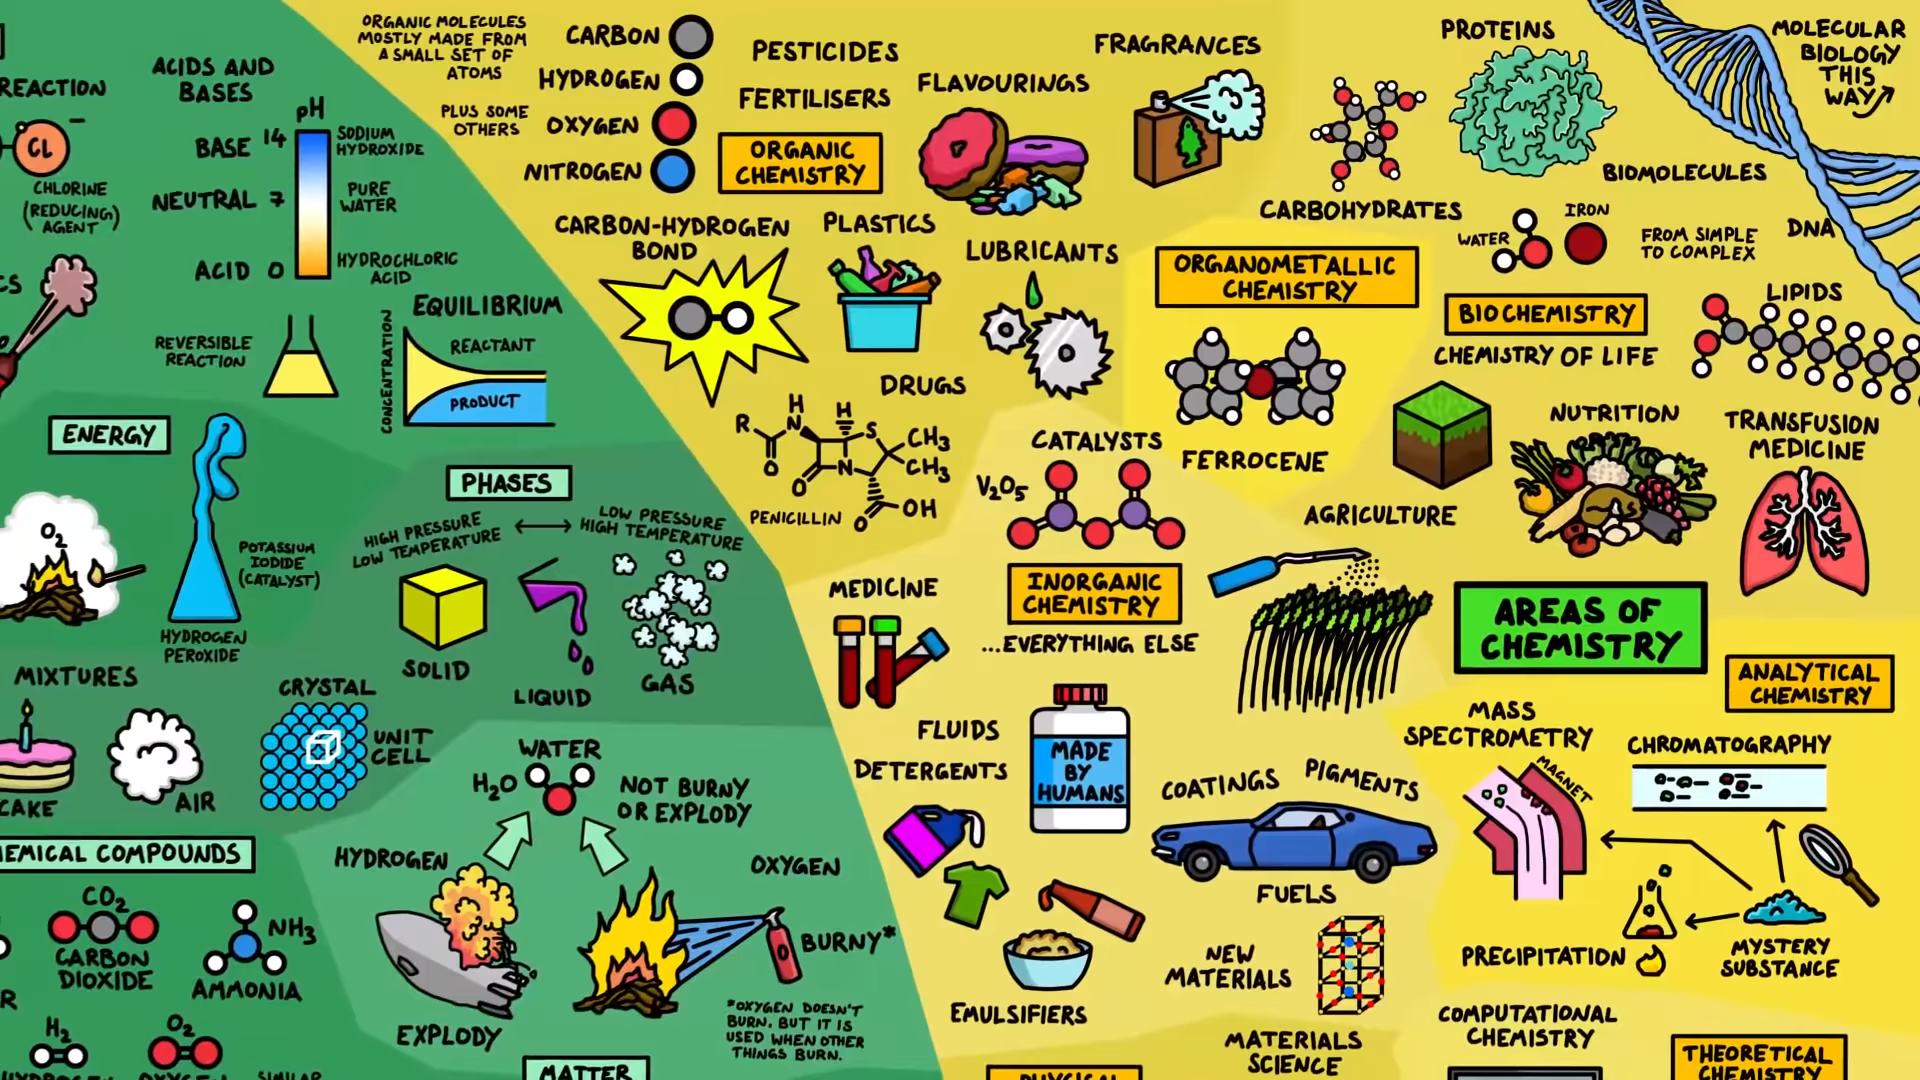 REACTION
CL
CHLORINE
(REDUCING)
AGENT
ACIDS AND
BASES
pH
BASE 14
SODIUM
HYDROXIDE
NEUTRAL 7
PURE
WATER
ACID 0
HYDROCHLORIC
ACID
REVERSIBLE
REACTION
EQUILIBRIUM
CONCENTRATION
REACTANT
PRODUCT
ENERGY
O2
POTASSIUM
IODIDE
(CATALYST)
HYDROGEN
PEROXIDE
PHASES
HIGH PRESSURE
LOW TEMPERATURE
LOW PRESSURE
HIGH TEMPERATURE
SOLID
LIQUID
GAS
MIXTURES
CAKE
AIR
CRYSTAL
UNIT
CELL
WATER
H2O
NOT BURNY
OR EXPLODY
HYDROGEN
OXYGEN
EXPLODY
BURNY*
*OXYGEN DOESN'T
BURN. BUT IT IS
USED WHEN OTHER
THINGS BURN.
MATTER
HEMICAL COMPOUNDS
CO2
CARBON
DIOXIDE
NH3
AMMONIA
H2
HYDROGEN
O2
OXYGEN
SIMILAR
ORGANIC MOLECULES
MOSTLY MADE FROM
A SMALL SET OF
ATOMS
PLUS SOME
OTHERS
CARBON
HYDROGEN
OXYGEN
NITROGEN
PESTICIDES
FERTILISERS
ORGANIC
CHEMISTRY
FLAVOURINGS
FRAGRANCES
CARBON-HYDROGEN
BOND
PLASTICS
LUBRICANTS
DRUGS
R
H
N
H
S
CH3
CH3
O
O
N
O
OH
PENICILLIN
CARBOHYDRATES
PROTEINS
MOLECULAR
BIOLOGY
THIS
WAY
BIOMOLECULES
WATER
IRON
FROM SIMPLE
TO COMPLEX
DNA
ORGANOMETALLIC
CHEMISTRY
FERROCENE
BIOCHEMISTRY
CHEMISTRY OF LIFE
LIPIDS
AGRICULTURE
NUTRITION
TRANSFUSION
MEDICINE
CATALYSTS
V2O5
INORGANIC
CHEMISTRY
...EVERYTHING ELSE
MEDICINE
FLUIDS
DETERGENTS
MADE
BY
HUMANS
EMULSIFIERS
COATINGS
PIGMENTS
FUELS
NEW
MATERIALS
MATERIALS
SCIENCE
PHYSICAL
AREAS OF
CHEMISTRY
ANALYTICAL
CHEMISTRY
MASS
SPECTROMETRY
MAGNET
CHROMATOGRAPHY
PRECIPITATION
MYSTERY
SUBSTANCE
COMPUTATIONAL
CHEMISTRY
THEORETICAL
CHEMISTRY